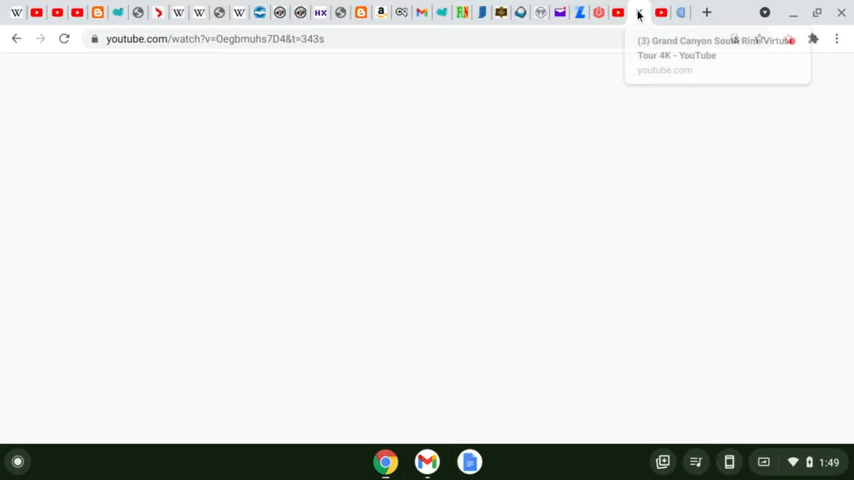 youtube.com/watch?v=Oegbmuhs7D4&t=343s
(3) Grand Canyon South Rim Virtual
Tour 4K - YouTube
youtube.com
1:49